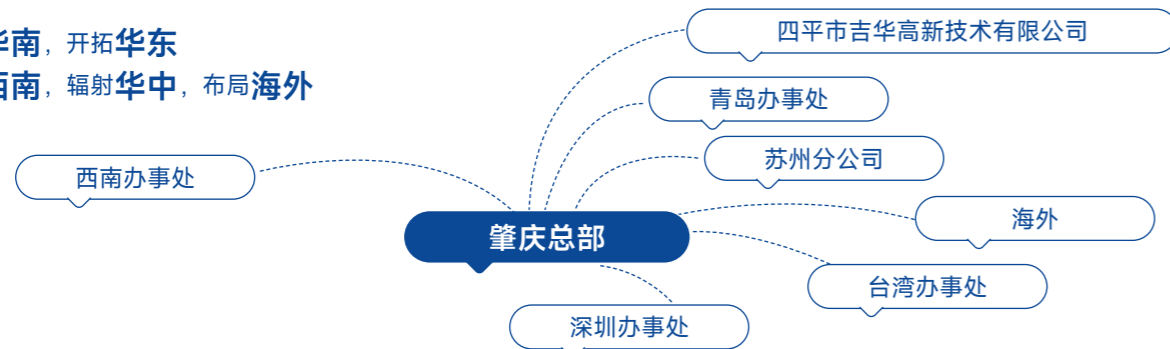 南，开拓华东
南，辐射华中，布局海外
四平市吉华高新技术有限公司
青岛办事处
苏州分公司
西南办事处
海外
肇庆总部
台湾办事处
深圳办事处